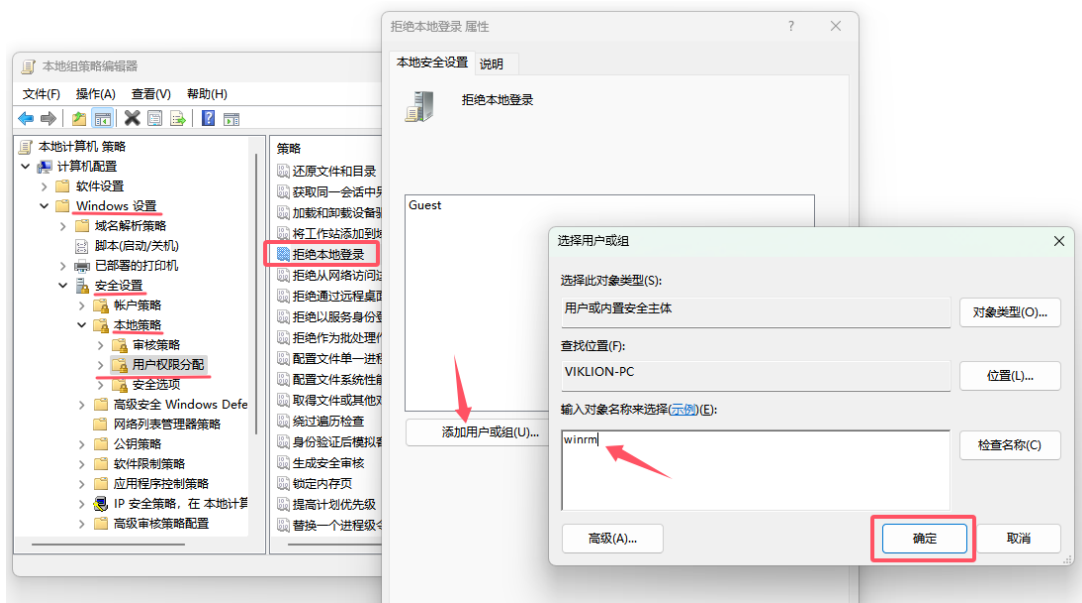 拒绝本地登录 属性
本地安全设置
说明
拒绝本地登录
本地组策略编辑器
文件(F) 操作(A) 查看(V) 帮助(H)
本地计算机 策略
计算机配置
软件设置
Windows 设置
域名解析策略
脚本(启动/关机)
已部署的打印机
安全设置
帐户策略
本地策略
审核策略
用户权限分配
安全选项
高级安全 Windows Defe
网络列表管理器策略
公钥策略
软件限制策略
应用程序控制策略
IP 安全策略，在 本地计算
高级审核策略配置
策略
还原文件和目录
获取同一会话中另
加载和卸载设备驱
将工作站添加到域
拒绝本地登录
拒绝从网络访问这
拒绝通过远程桌面
拒绝以服务身份登
拒绝作为批处理作
配置文件单一进程
配置文件系统性能
取得文件或其他对
绕过遍历检查
身份验证后模拟客
生成安全审核
锁定内存页
提高计划优先级
替换一个进程级令
Guest
添加用户或组(U)...
选择用户或组
选择此对象类型(S):
用户或内置安全主体
对象类型(O)...
查找位置(F):
VIKLION-PC
位置(L)...
输入对象名称来选择(示例)(E):
winrm
检查名称(C)
高级(A)...
确定
取消